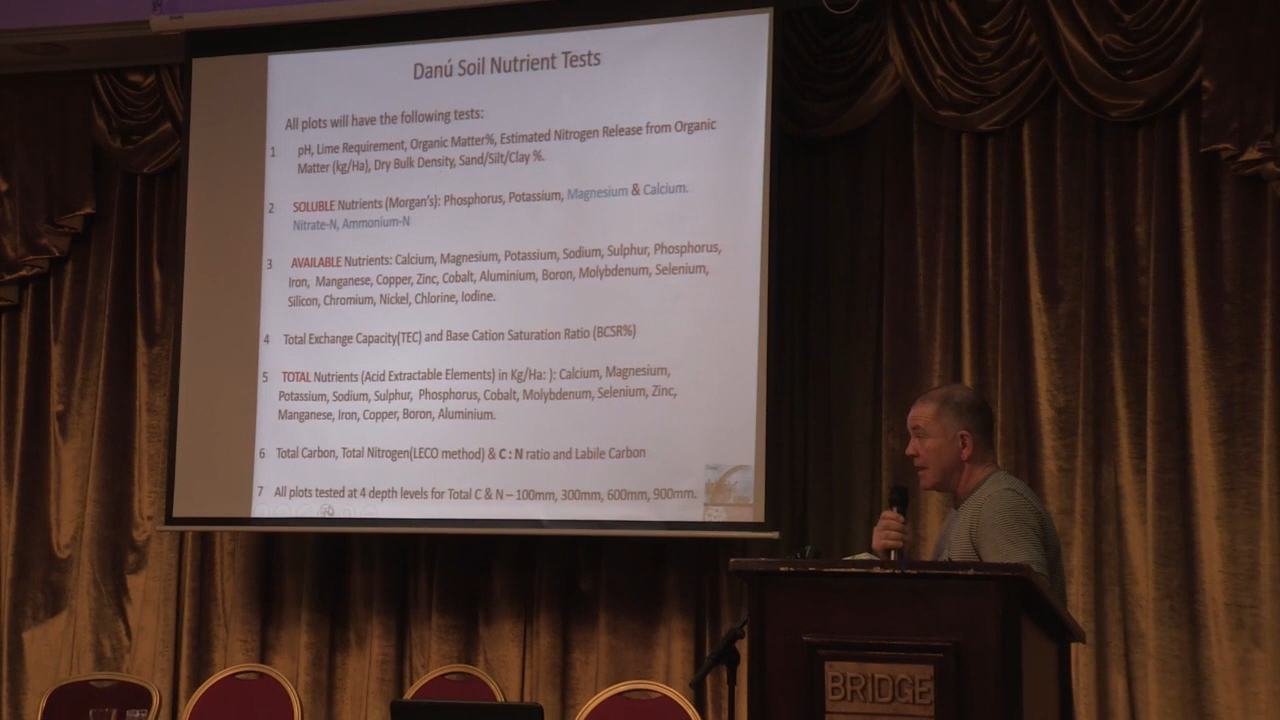 Danú Soil Nutrient Tests
All plots will have the following tests:
1 pH, Lime Requirement, Organic Matter%, Estimated Nitrogen Release from Organic
Matter (kg/Ha), Dry Bulk Density, Sand/Silt/Clay %.
2 SOLUBLE Nutrients (Morgan's): Phosphorus, Potassium, Magnesium & Calcium.
Nitrate-N, Ammonium-N
3 AVAILABLE Nutrients: Calcium, Magnesium, Potassium, Sodium, Sulphur, Phosphorus,
Iron, Manganese, Copper, Zinc, Cobalt, Aluminium, Boron, Molybdenum, Selenium,
Silicon, Chromium, Nickel, Chlorine, Iodine.
4 Total Exchange Capacity(TEC) and Base Cation Saturation Ratio (BCSR%)
5 TOTAL Nutrients (Acid Extractable Elements) in Kg/Ha: ): Calcium, Magnesium,
Potassium, Sodium, Sulphur, Phosphorus, Cobalt, Molybdenum, Selenium, Zinc,
Manganese, Iron, Copper, Boron, Aluminium.
6 Total Carbon, Total Nitrogen(LECO method) & C : N ratio and Labile Carbon
7 All plots tested at 4 depth levels for Total C & N – 100mm, 300mm, 600mm, 900mm.
BRIDGE